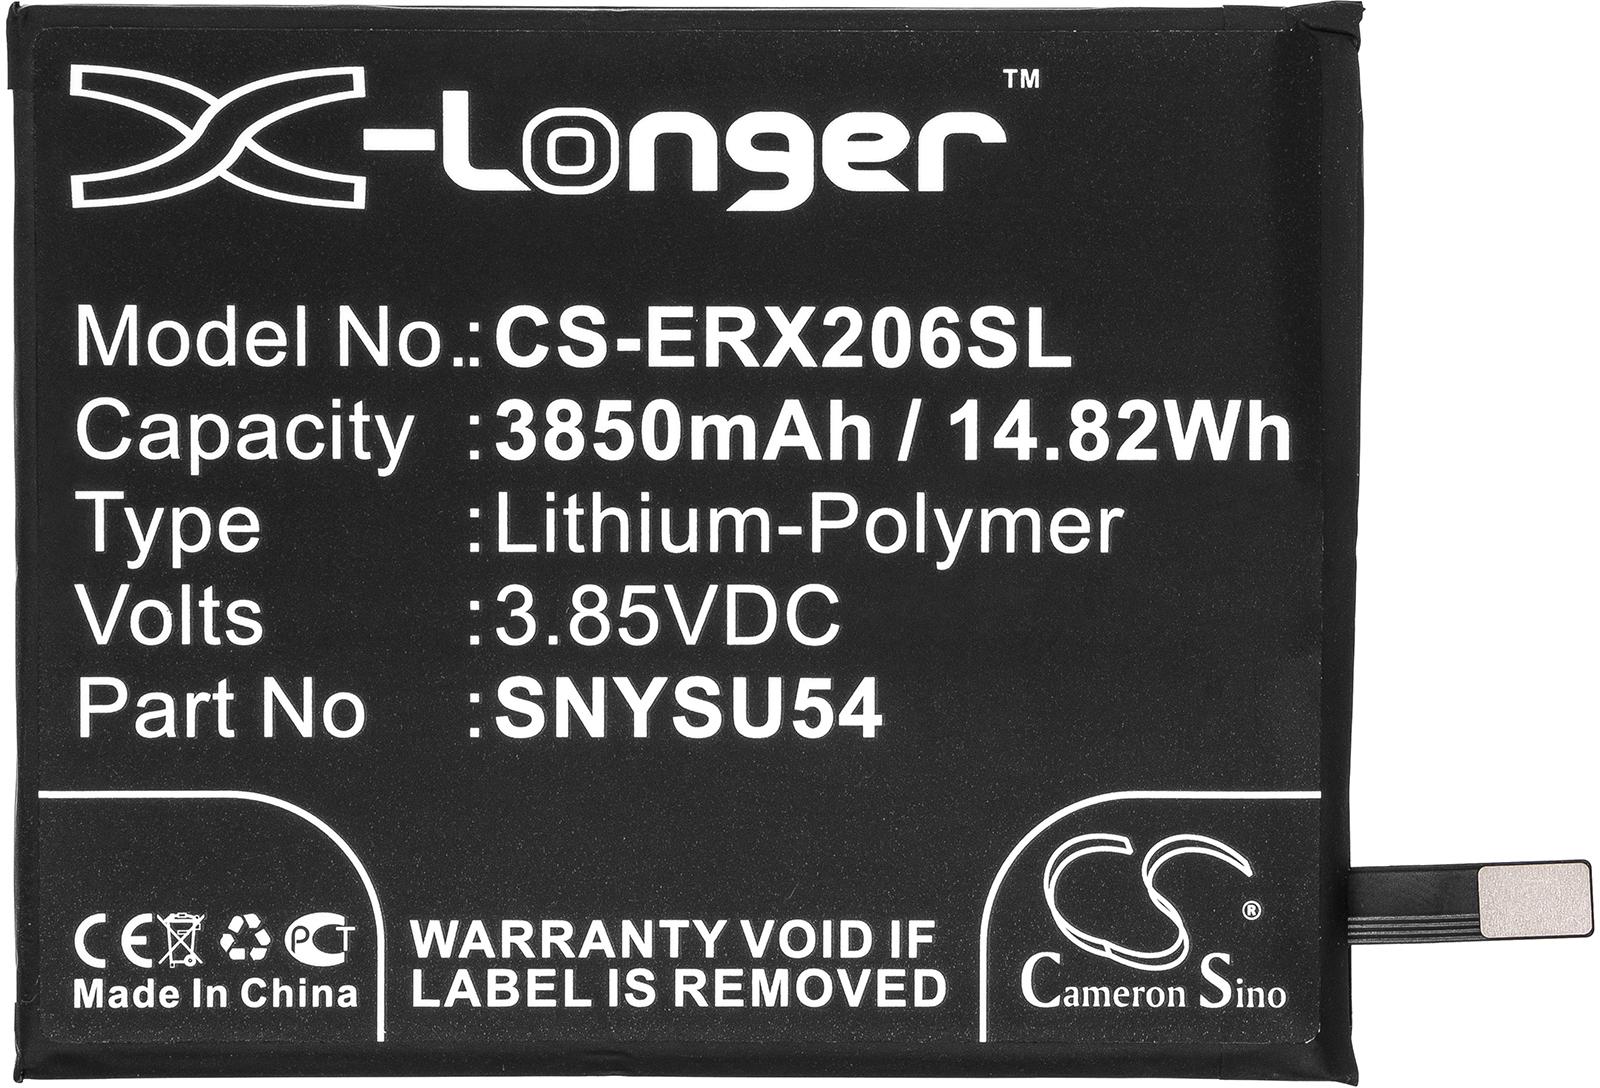 X-Longer™
Model No.: CS-ERX206SL
Capacity : 3850mAh / 14.82Wh
Type : Lithium-Polymer
Volts : 3.85VDC
Part No : SNYSU54
CE PCT
Made In China
WARRANTY VOID IF
LABEL IS REMOVED
CS®
Cameron Sino